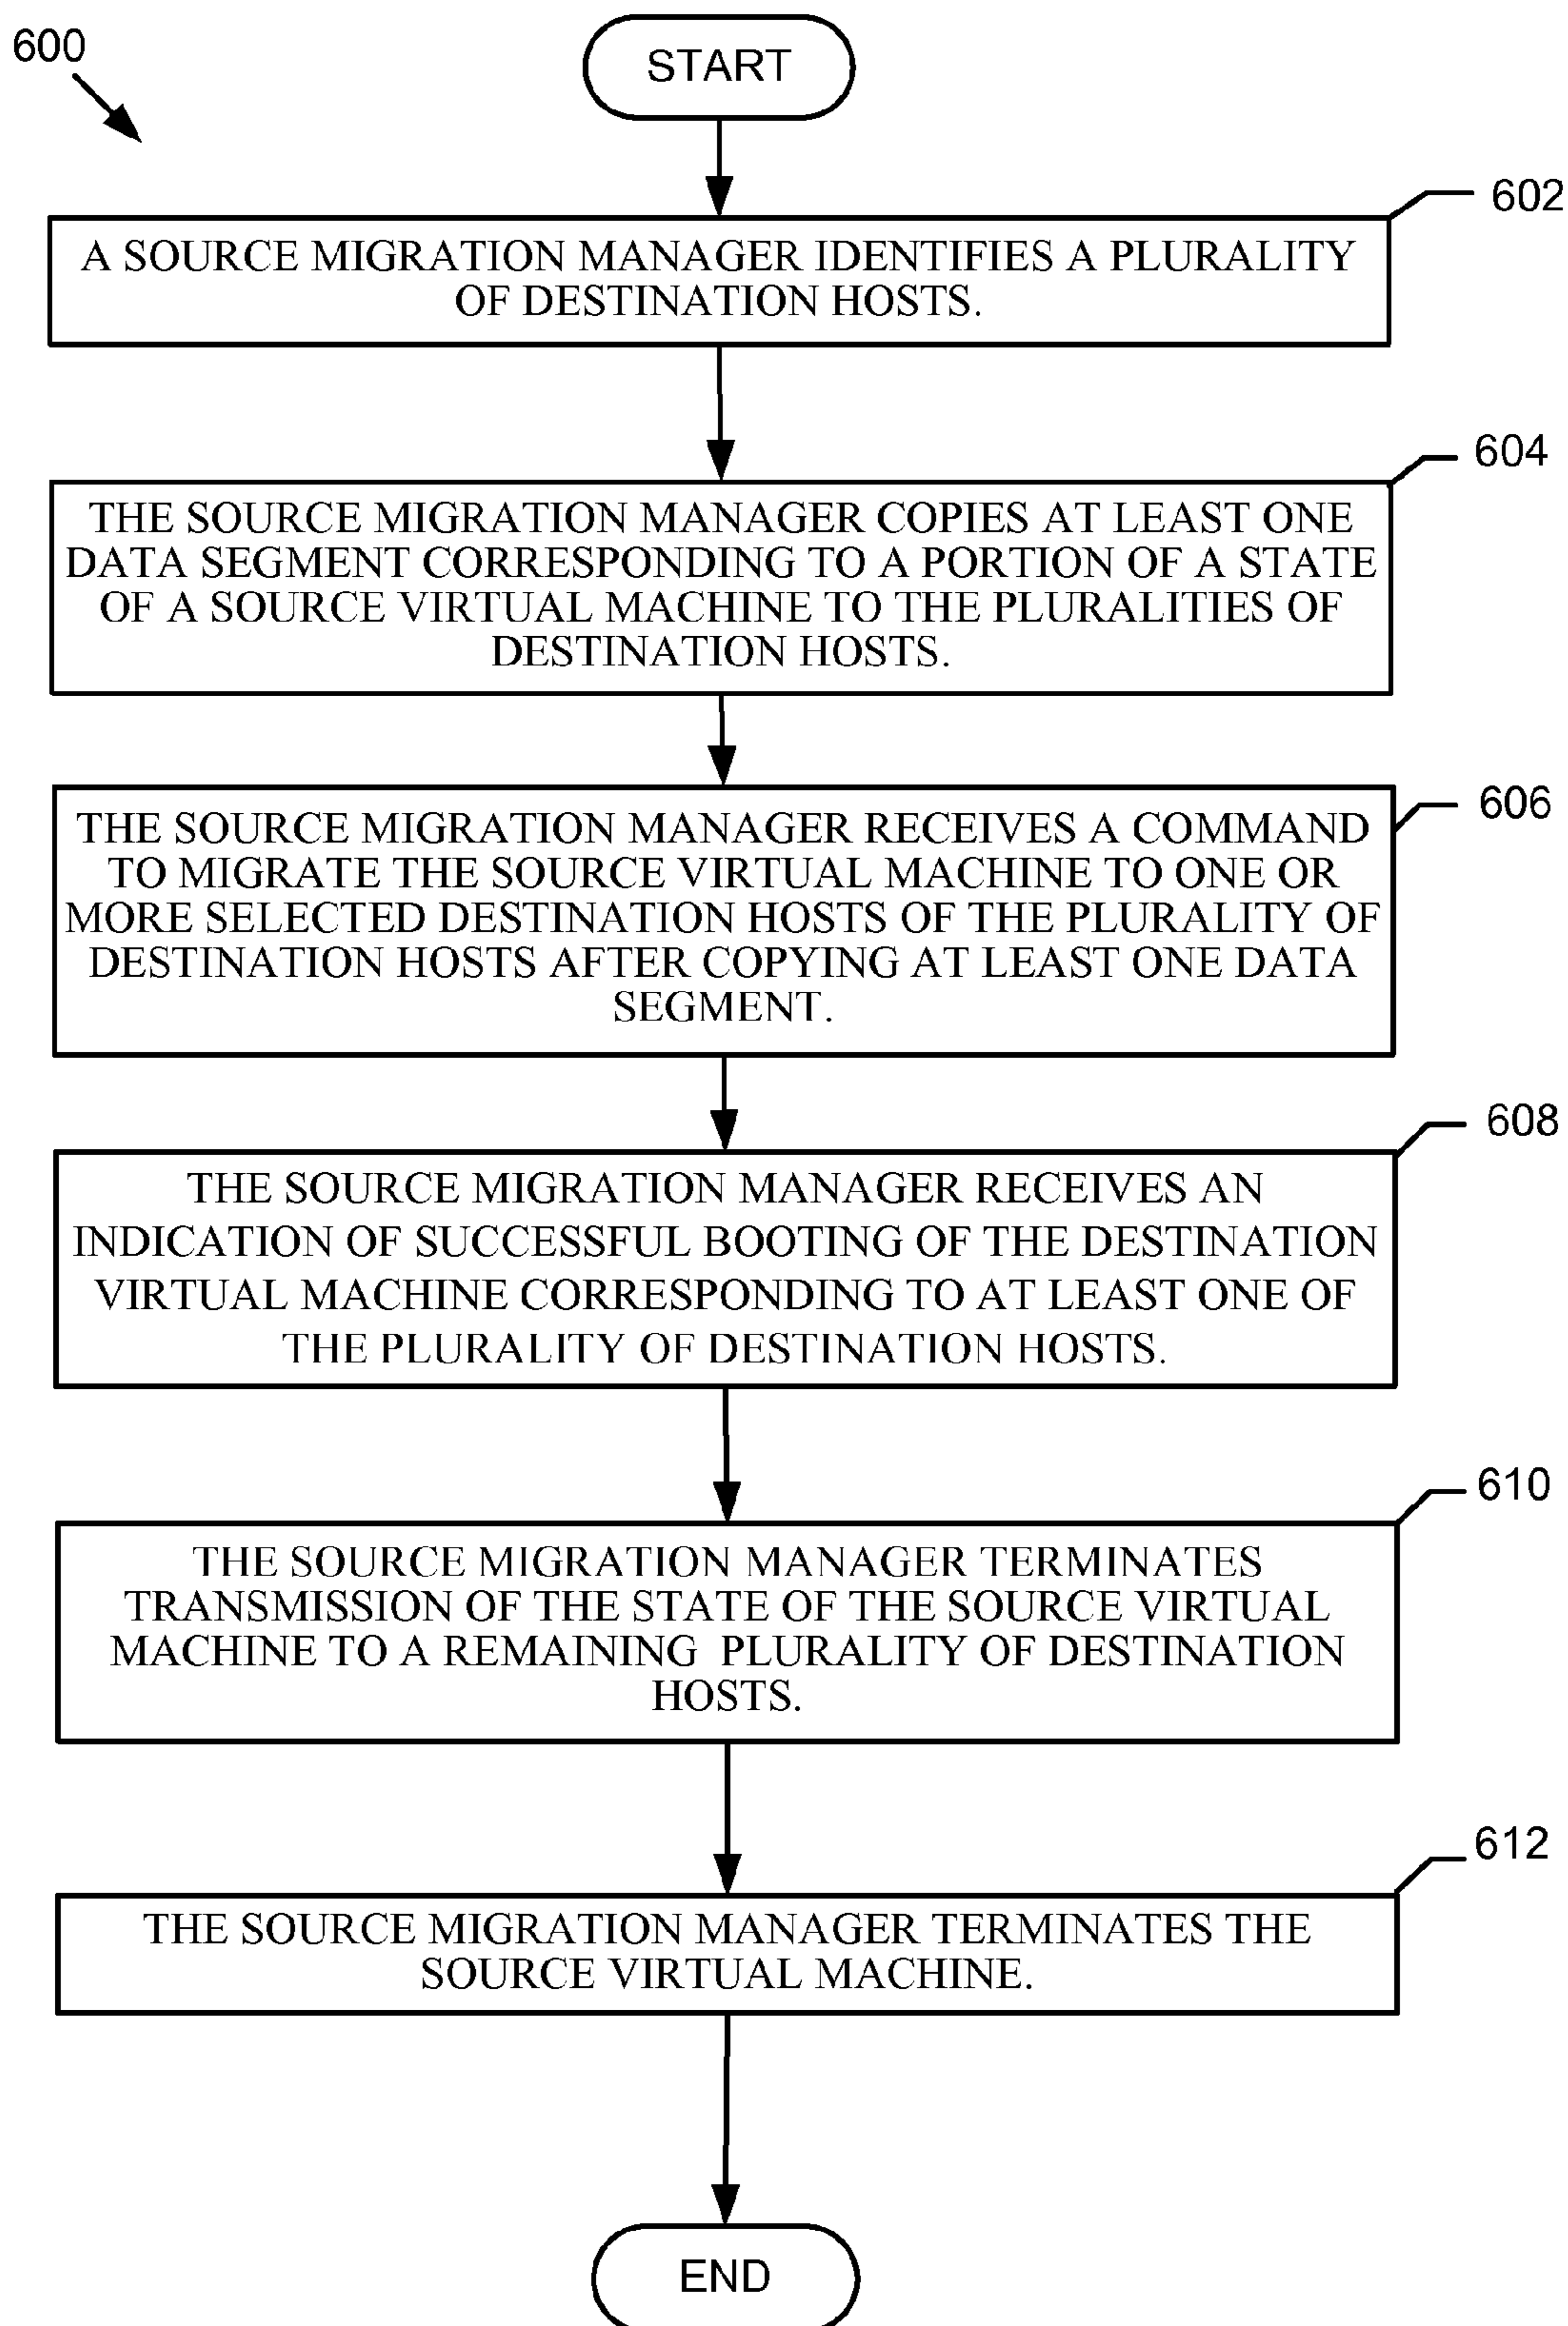 600
START
602
A SOURCE MIGRATION MANAGER IDENTIFIES A PLURALITY
OF DESTINATION HOSTS.
604
THE SOURCE MIGRATION MANAGER COPIES AT LEAST ONE
DATA SEGMENT CORRESPONDING TO A PORTION OF A STATE
OF A SOURCE VIRTUAL MACHINE TO THE PLURALITIES OF
DESTINATION HOSTS.
606
THE SOURCE MIGRATION MANAGER RECEIVES A COMMAND
TO MIGRATE THE SOURCE VIRTUAL MACHINE TO ONE OR
MORE SELECTED DESTINATION HOSTS OF THE PLURALITY OF
DESTINATION HOSTS AFTER COPYING AT LEAST ONE DATA
SEGMENT.
608
THE SOURCE MIGRATION MANAGER RECEIVES AN
INDICATION OF SUCCESSFUL BOOTING OF THE DESTINATION
VIRTUAL MACHINE CORRESPONDING TO AT LEAST ONE OF
THE PLURALITY OF DESTINATION HOSTS.
610
THE SOURCE MIGRATION MANAGER TERMINATES
TRANSMISSION OF THE STATE OF THE SOURCE VIRTUAL
MACHINE TO A REMAINING PLURALITY OF DESTINATION
HOSTS.
612
THE SOURCE MIGRATION MANAGER TERMINATES THE
SOURCE VIRTUAL MACHINE.
END